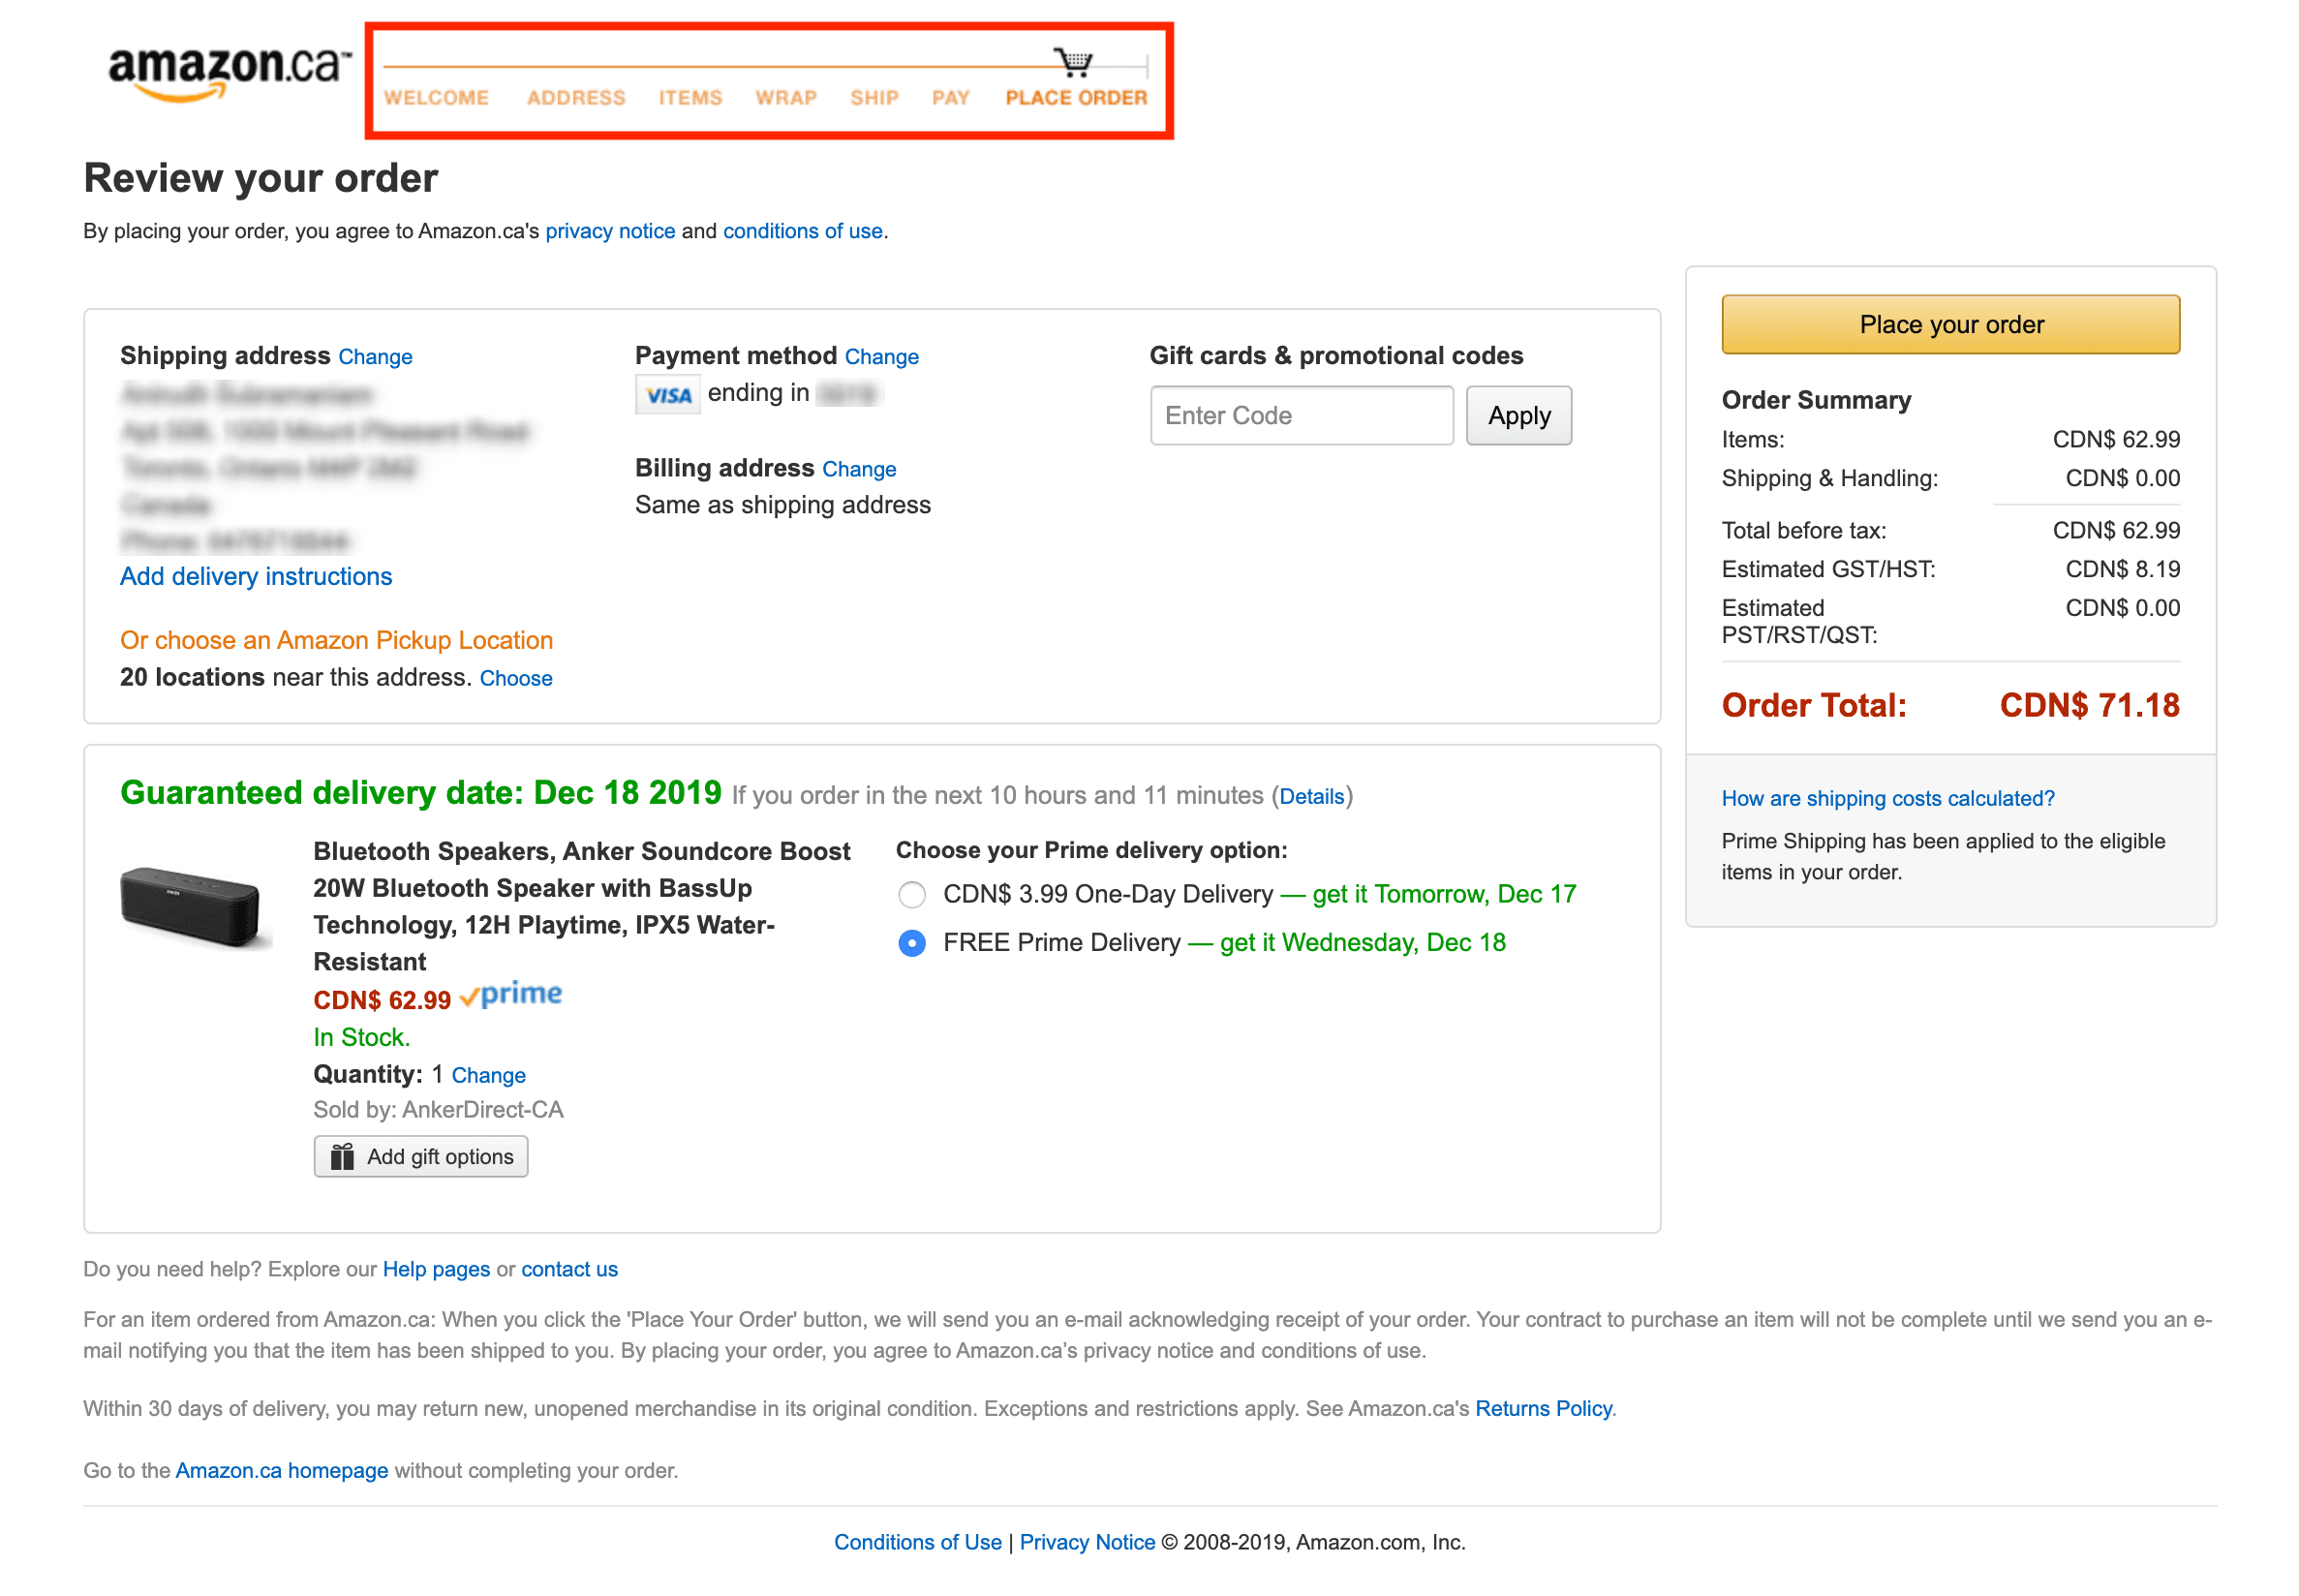 amazon.ca™
WELCOME ADDRESS ITEMS WRAP SHIP PAY PLACE ORDER
Review your order
By placing your order, you agree to Amazon.ca's privacy notice and conditions of use.
Shipping address Change
Add delivery instructions
Or choose an Amazon Pickup Location
20 locations near this address. Choose
Payment method Change
VISA ending in
Billing address Change
Same as shipping address
Gift cards & promotional codes
Enter Code Apply
Place your order
Order Summary
Items: CDN$ 62.99
Shipping & Handling: CDN$ 0.00
Total before tax: CDN$ 62.99
Estimated GST/HST: CDN$ 8.19
Estimated CDN$ 0.00
PST/RST/QST:
Order Total: CDN$ 71.18
How are shipping costs calculated?
Prime Shipping has been applied to the eligible
items in your order.
Guaranteed delivery date: Dec 18 2019 If you order in the next 10 hours and 11 minutes (Details)
Bluetooth Speakers, Anker Soundcore Boost
20W Bluetooth Speaker with BassUp
Technology, 12H Playtime, IPX5 Water-
Resistant
CDN$ 62.99 prime
In Stock.
Quantity: 1 Change
Sold by: AnkerDirect-CA
Add gift options
Choose your Prime delivery option:
CDN$ 3.99 One-Day Delivery — get it Tomorrow, Dec 17
FREE Prime Delivery — get it Wednesday, Dec 18
Do you need help? Explore our Help pages or contact us
For an item ordered from Amazon.ca: When you click the 'Place Your Order' button, we will send you an e-mail acknowledging receipt of your order. Your contract to purchase an item will not be complete until we send you an e-
mail notifying you that the item has been shipped to you. By placing your order, you agree to Amazon.ca’s privacy notice and conditions of use.
Within 30 days of delivery, you may return new, unopened merchandise in its original condition. Exceptions and restrictions apply. See Amazon.ca's Returns Policy.
Go to the Amazon.ca homepage without completing your order.
Conditions of Use | Privacy Notice © 2008-2019, Amazon.com, Inc.